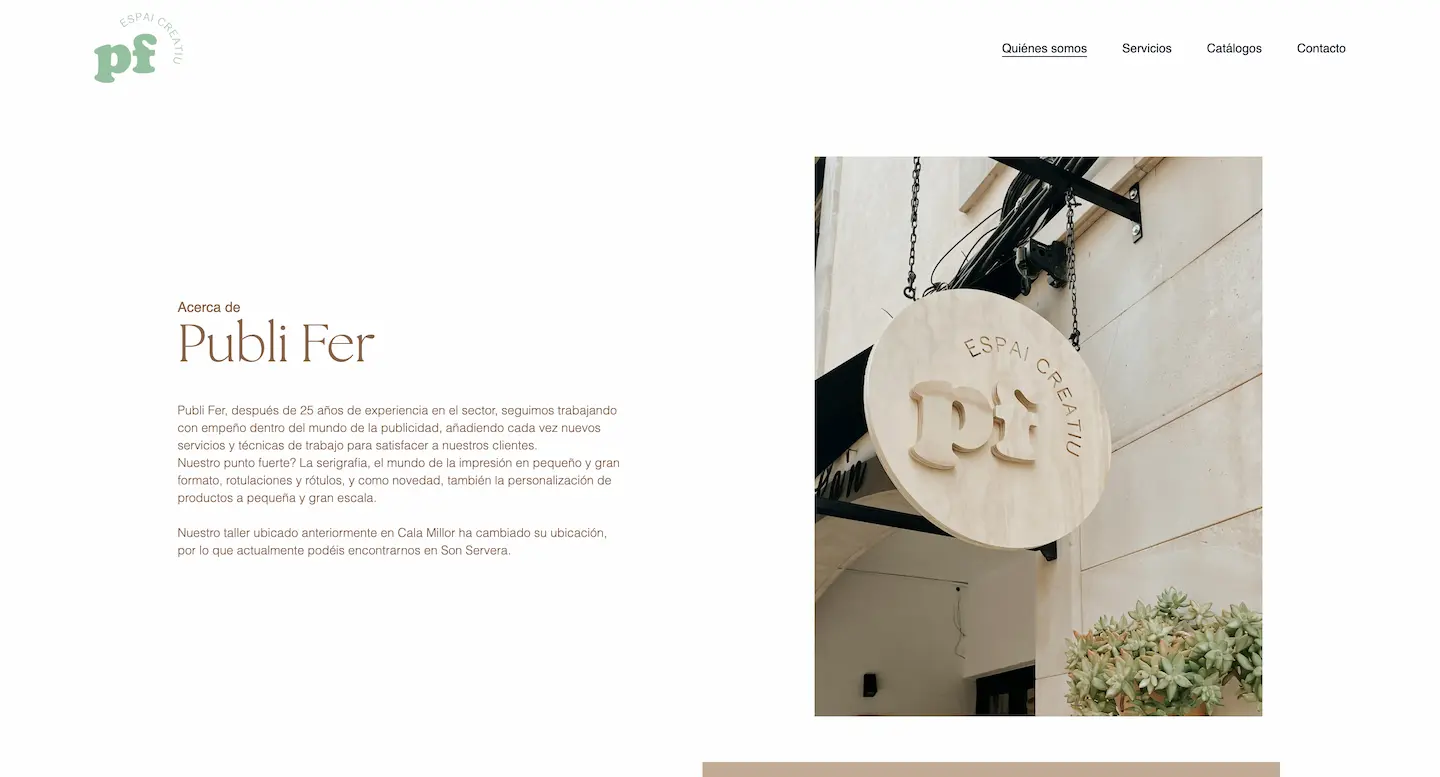 ESPAI CREATIU
pf
Quiénes somos
Servicios
Catálogos
Contacto
Acerca de
Publi Fer
Publi Fer, después de 25 años de experiencia en el sector, seguimos trabajando
con empeño dentro del mundo de la publicidad, añadiendo cada vez nuevos
servicios y técnicas de trabajo para satisfacer a nuestros clientes.
Nuestro punto fuerte? La serigrafia, el mundo de la impresión en pequeño y gran
formato, rotulaciones y rótulos, y como novedad, también la personalización de
productos a pequeña y gran escala.
Nuestro taller ubicado anteriormente en Cala Millor ha cambiado su ubicación,
por lo que actualmente podéis encontrarnos en Son Servera.
ESPAI CREATIU
pf